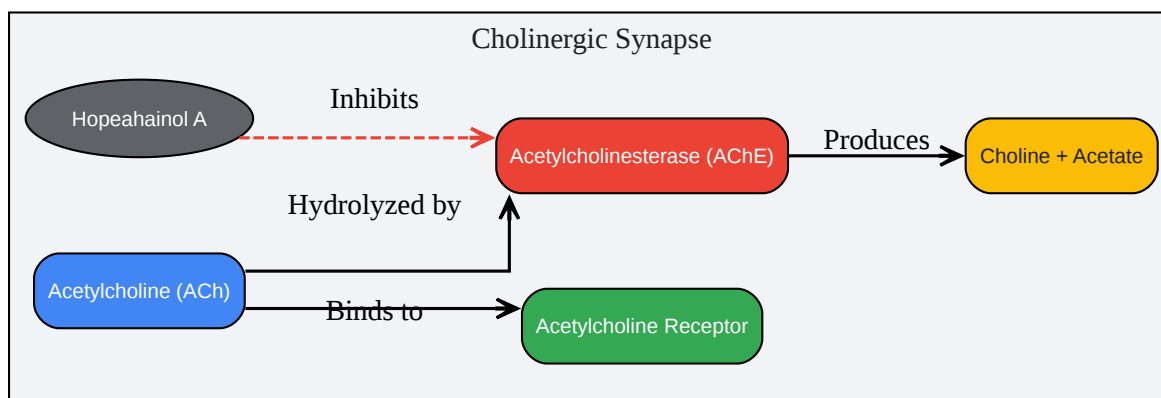 Cholinergic Synapse
Inhibits
Hopeahainol A
Acetylcholinesterase (AChE)
Produces
Choline + Acetate
Hydrolyzed by
Acetylcholine (ACh)
Binds to
Acetylcholine Receptor